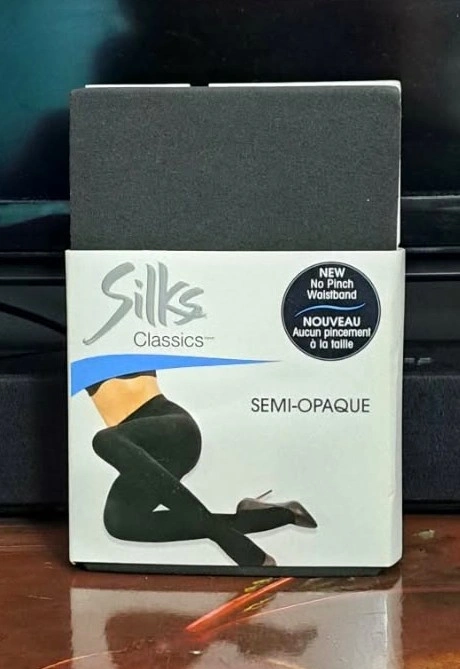 Silks
Classics
NEW
No Pinch
Waistband
NOUVEAU
Aucun pincement
à la taille
SEMI-OPAQUE